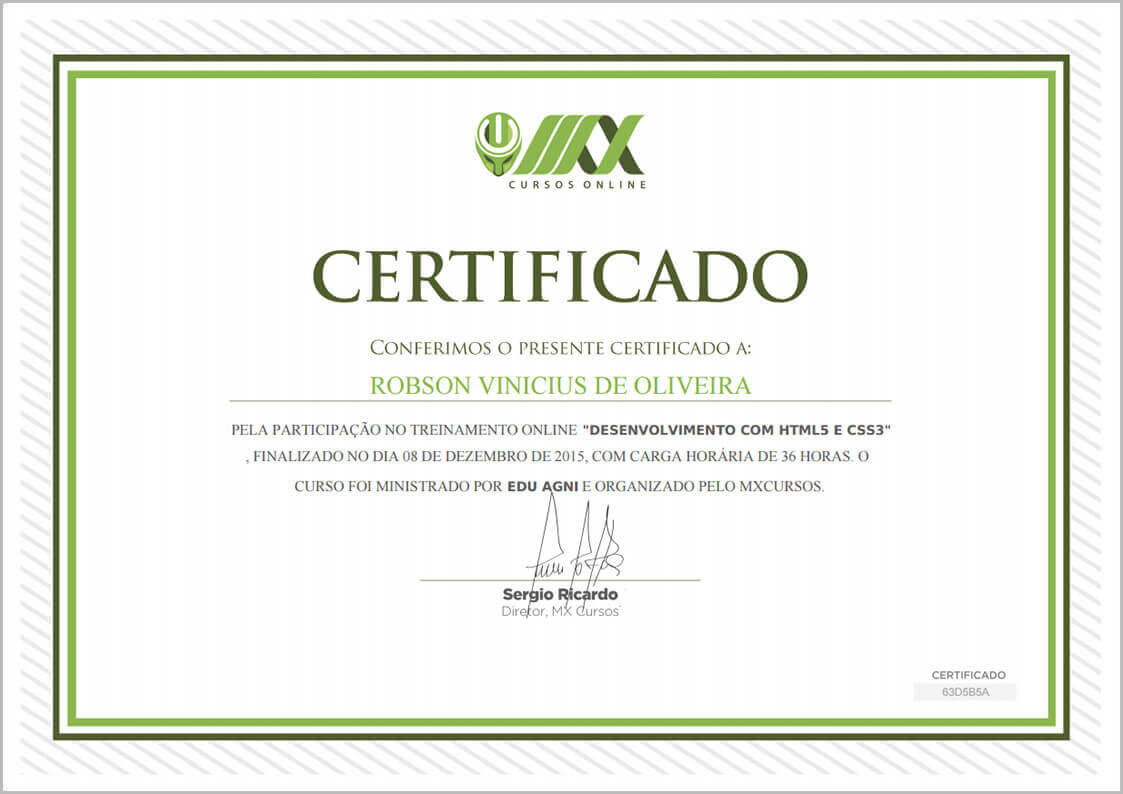 MX
CURSOS ONLINE
CERTIFICADO
CONFERIMOS O PRESENTE CERTIFICADO A:
ROBSON VINICIUS DE OLIVEIRA
PELA PARTICIPAÇÃO NO TREINAMENTO ONLINE "DESENVOLVIMENTO COM HTML5 E CSS3"
, FINALIZADO NO DIA 08 DE DEZEMBRO DE 2015, COM CARGA HORÁRIA DE 36 HORAS. O
CURSO FOI MINISTRADO POR EDU AGNI E ORGANIZADO PELO MXCURSOS.
Sergio Ricardo
Diretor, MX Cursos
CERTIFICADO
63D5B5A